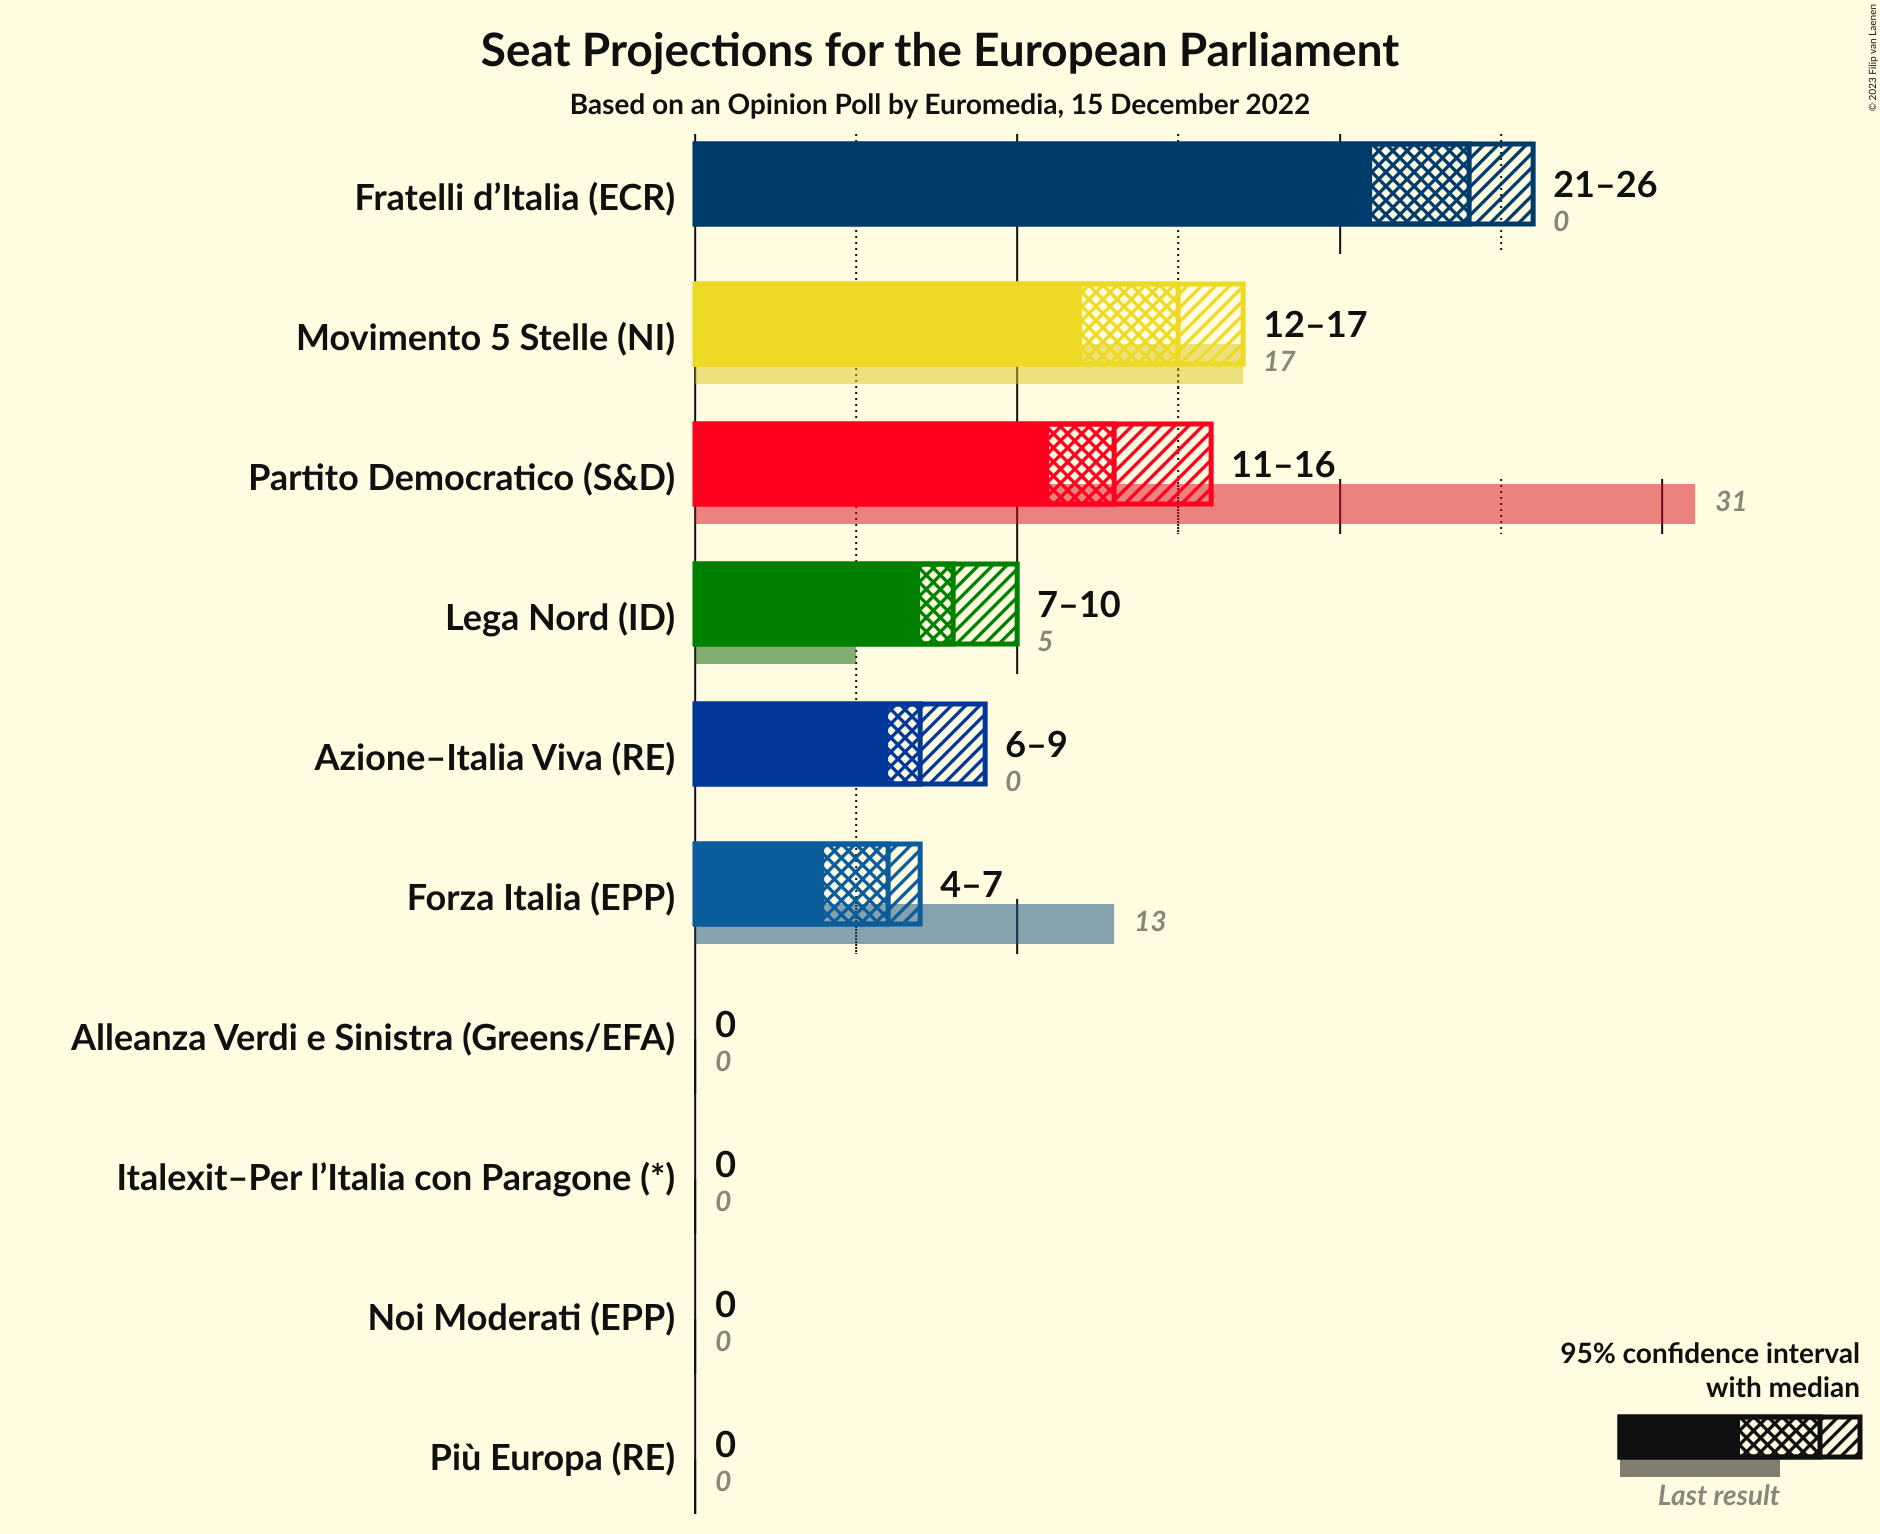 Seat Projections for the European Parliament
Based on an Opinion Poll by Euromedia, 15 December 2022
© 2023 Filip van Laenen
Fratelli d’Italia (ECR)
21–26
0
Movimento 5 Stelle (NI)
12–17
17
Partito Democratico (S&D)
11–16
31
Lega Nord (ID)
7–10
5
Azione–Italia Viva (RE)
6–9
0
Forza Italia (EPP)
4–7
13
Alleanza Verdi e Sinistra (Greens/EFA)
0
0
Italexit–Per l’Italia con Paragone (*)
0
0
Noi Moderati (EPP)
0
0
Più Europa (RE)
0
0
95% confidence interval
with median
Last result